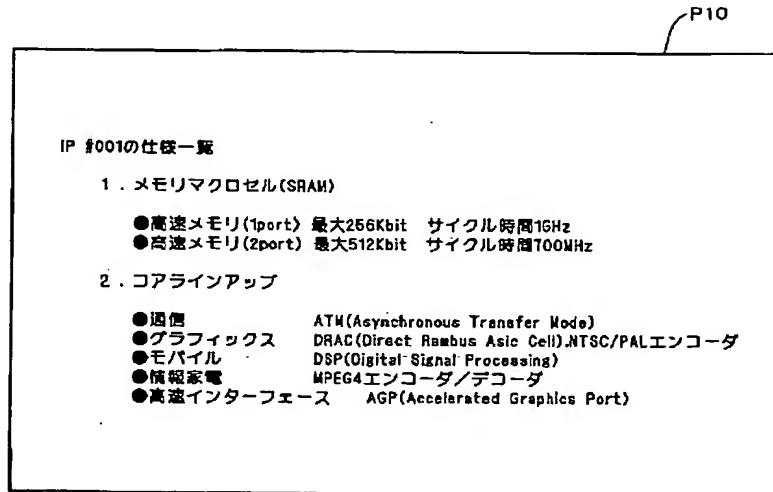 P10
IP #001の仕様一覧
1．メモリマクロセル(SRAM)
●高速メモリ(1port) 最大256Kbit サイクル時間1GHz
●高速メモリ(2port) 最大512Kbit サイクル時間700MHz
2．コアラインアップ
●通信 ATM(Asynchronous Transfer Mode)
●グラフィックス DRAC(Direct Rambus Asic Cell).NTSC/PALエンコーダ
●モバイル DSP(Digital Signal Processing)
●情報家電 MPEG4エンコーダ／デコーダ
●高速インターフェース AGP(Accelerated Graphics Port)